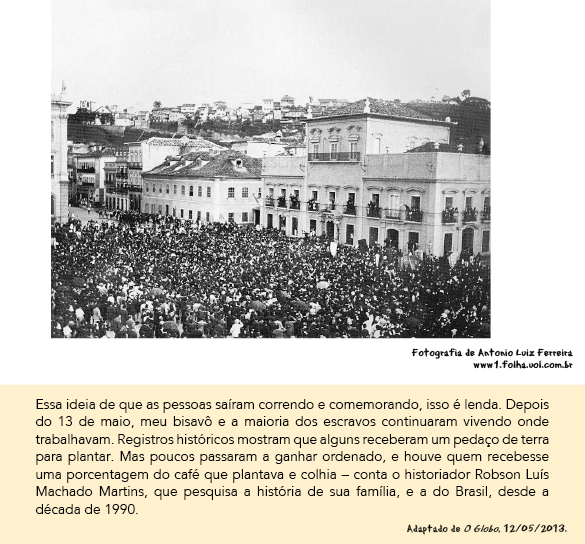 Fotografia de Antonio Luiz Ferreira
www1.folha.uol.com.br
Essa ideia de que as pessoas saíram correndo e comemorando, isso é lenda. Depois
do 13 de maio, meu bisavô e a maioria dos escravos continuaram vivendo onde
trabalhavam. Registros históricos mostram que alguns receberam um pedaço de terra
para plantar. Mas poucos passaram a ganhar ordenado, e houve quem recebesse
uma porcentagem do café que plantava e colhia – conta o historiador Robson Luís
Machado Martins, que pesquisa a história de sua família, e a do Brasil, desde a
década de 1990.
Adaptado de O Globo, 12/05/2013.